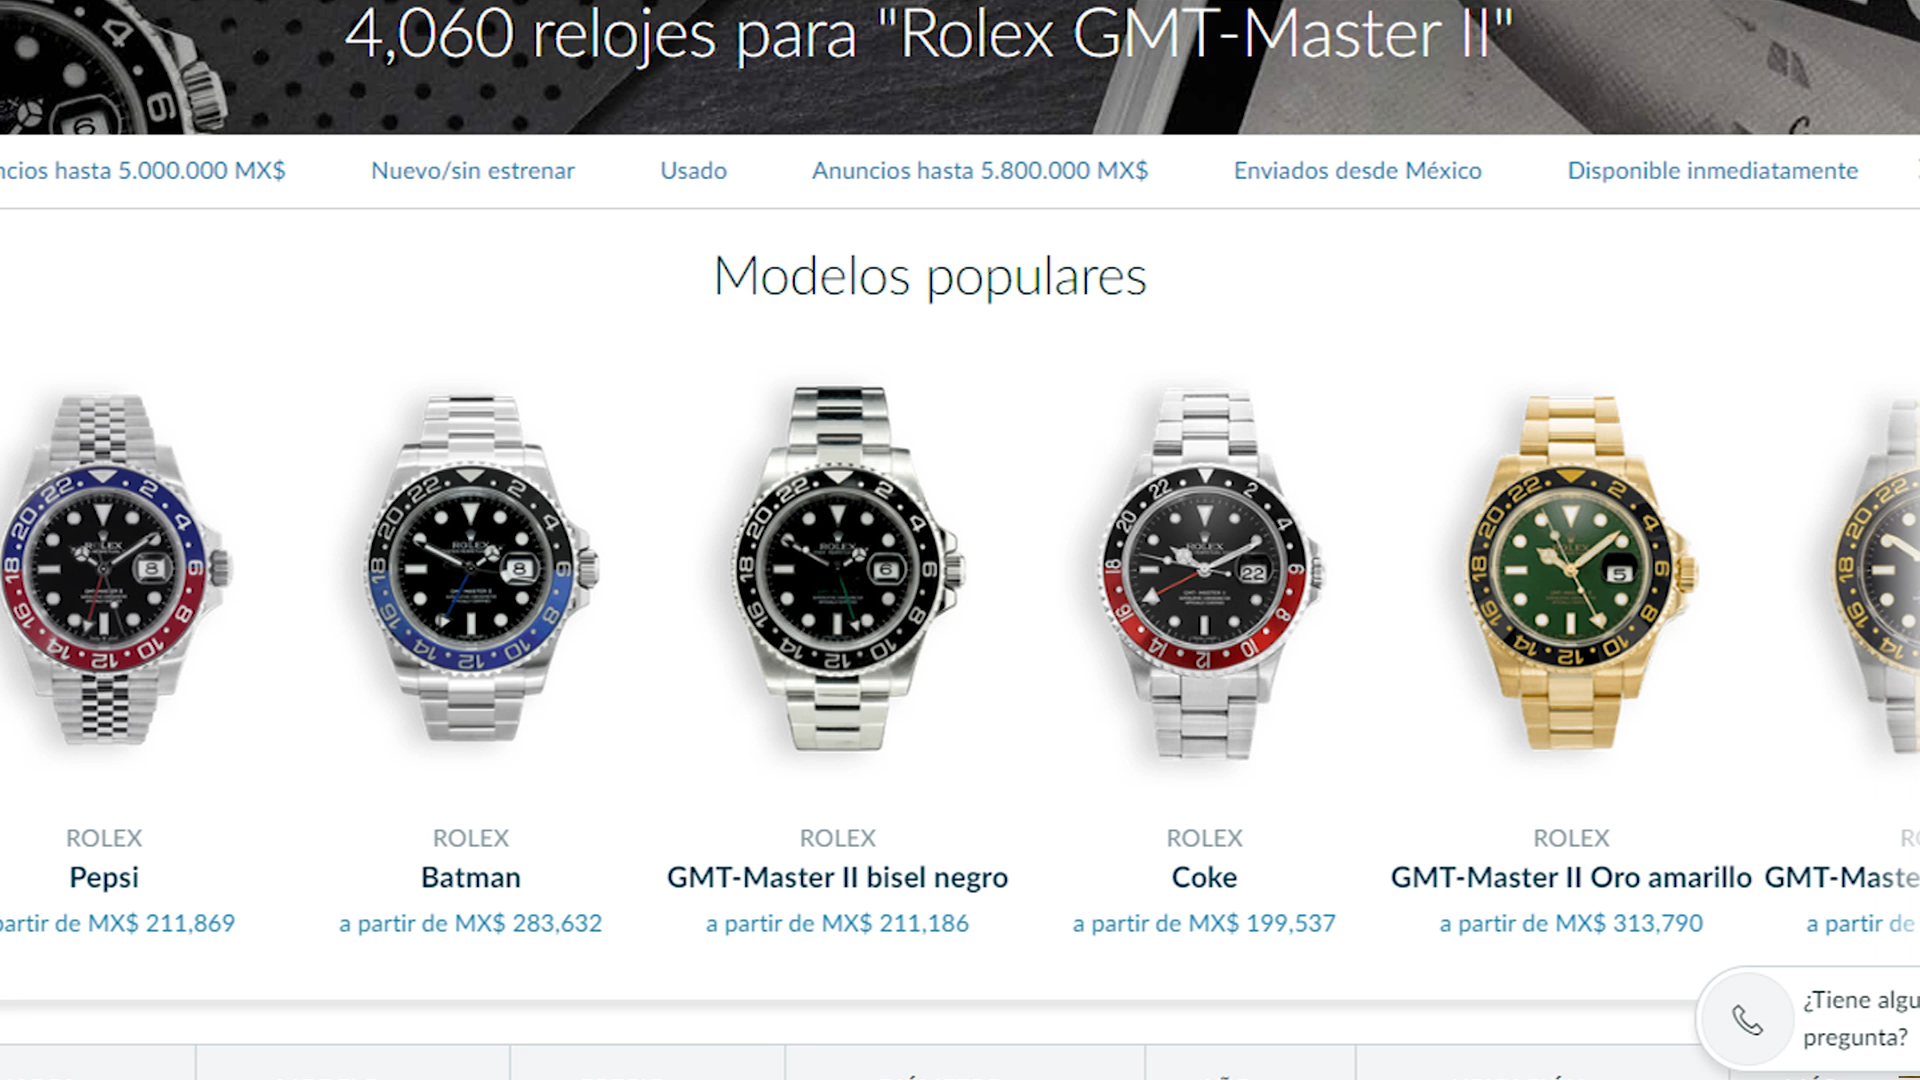 4,060 relojes para "Rolex GMT-Master II"
ncios hasta 5.000.000 MX$ Nuevo/sin estrenar Usado Anuncios hasta 5.800.000 MX$ Enviados desde México Disponible inmediatamente
Modelos populares
ROLEX ROLEX ROLEX ROLEX ROLEX
Pepsi Batman GMT-Master II bisel negro Coke GMT-Master II Oro amarillo GMT-Maste
partir de MX$ 211,869 a partir de MX$ 283,632 a partir de MX$ 211,186 a partir de MX$ 199,537 a partir de MX$ 313,790 a partir de
¿Tiene algu
pregunta?